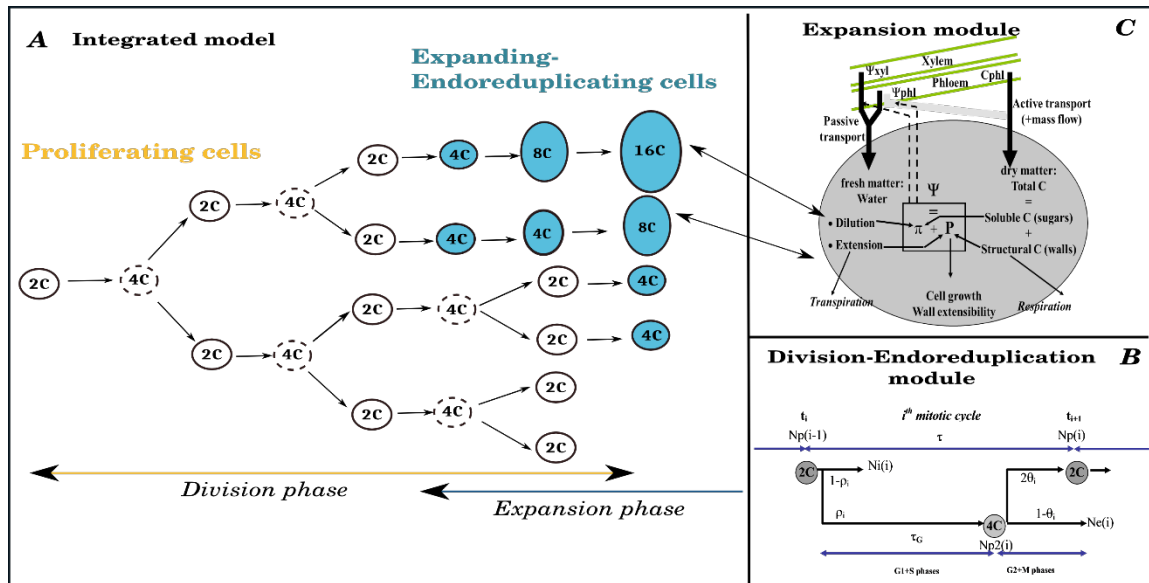 A Integrated model
Expanding-
Endoreduplicating cells
Proliferating cells
2C
4C
2C
2C
4C
4C
2C
2C
2C
2C
4C
4C
4C
4C
8C
4C
2C
2C
2C
2C
16C
8C
4C
4C
Division phase
Expansion phase
Expansion module C
Ψxyl
Xylem
Cphl
Phloem
Ψphl
Passive
transport
Active transport
(+mass flow)
fresh matter:
Water
dry matter:
Total C
=
Soluble C (sugars)
+
Structural C (walls)
Ψ
=
π + P
• Dilution
• Extension
Transpiration
Cell growth
Wall extensibility
Respiration
Division-Endoreduplication B
module
ti
ith mitotic cycle
ti+1
Np(i-1)
τ
Np(i)
2C
Ni(i)
1-ρi
2θi
2C
ρi
4C
1-θi
Ne(i)
τG
Np2(i)
G1+S phases
G2+M phases